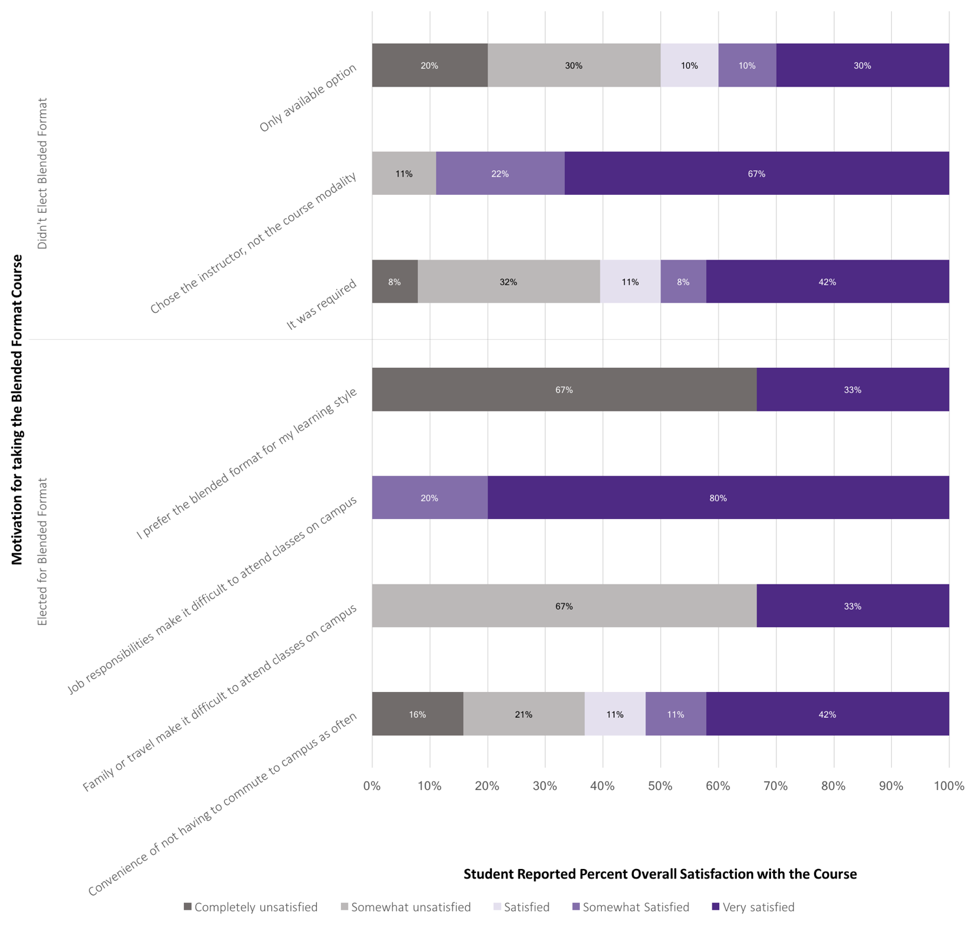 Motivation for taking the Blended Format Course
Didn't Elect Blended Format
Only available option
20% 30% 10% 10% 30%
Chose the instructor, not the course modality
11% 22% 67%
It was required
8% 32% 11% 8% 42%
Elected for Blended Format
I prefer the blended format for my learning style
67% 33%
Job responsibilities make it difficult to attend classes on campus
20% 80%
Family or travel make it difficult to attend classes on campus
67% 33%
Convenience of not having to commute to campus as often
16% 21% 11% 11% 42%
0% 10% 20% 30% 40% 50% 60% 70% 80% 90% 100%
Student Reported Percent Overall Satisfaction with the Course
Completely unsatisfied Somewhat unsatisfied Satisfied Somewhat Satisfied Very satisfied